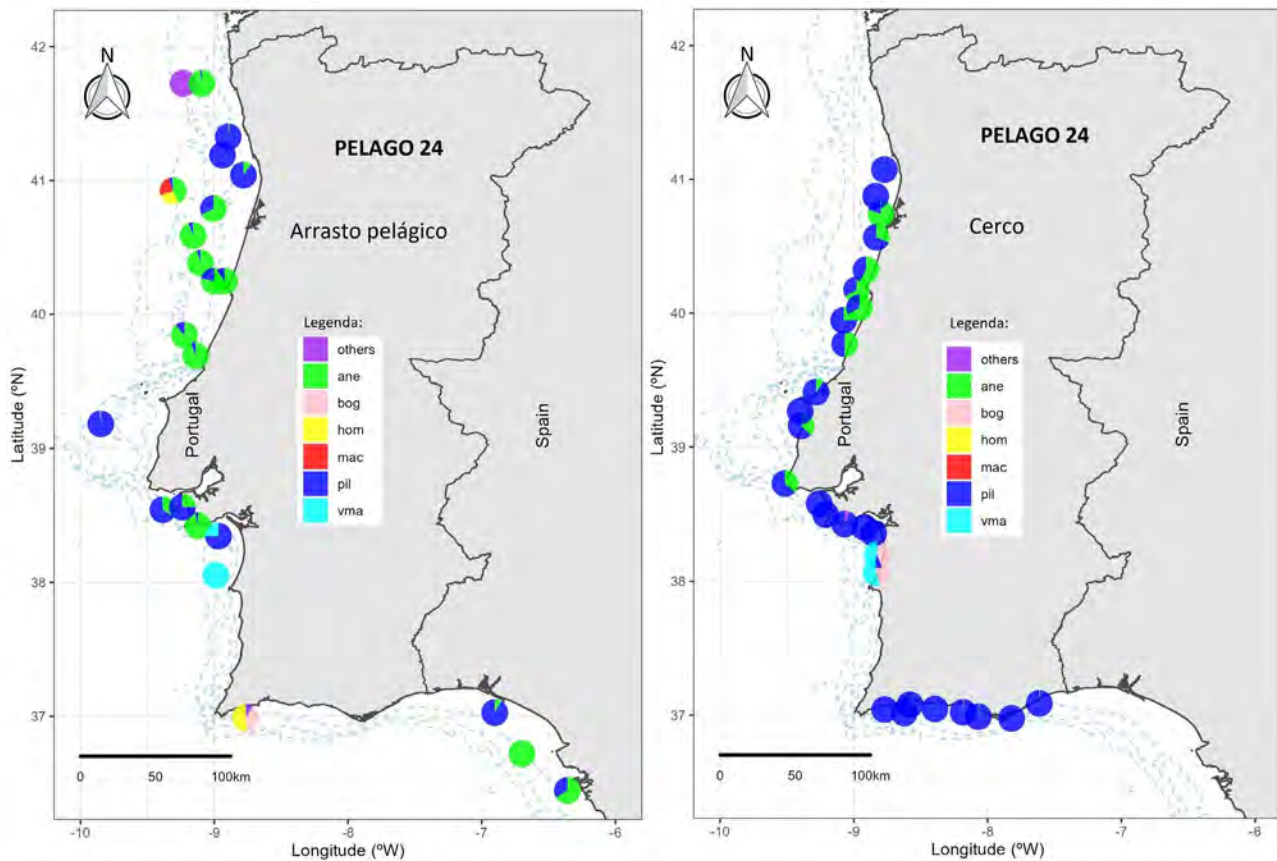 N
PELAGO 24
Arrasto pelágico
Legenda:
others
ane
bog
hom
mac
pil
vma
Portugal
Spain
0 50 100km
42
41
40
39
38
37
Latitude (ºN)
-10 -9 -8 -7 -6
Longitude (ºW)
N
PELAGO 24
Cerco
Legenda:
others
ane
bog
hom
mac
pil
vma
Portugal
Spain
0 50 100km
42
41
40
39
38
37
Latitude (ºN)
-10 -9 -8 -7 -6
Longitude (ºW)